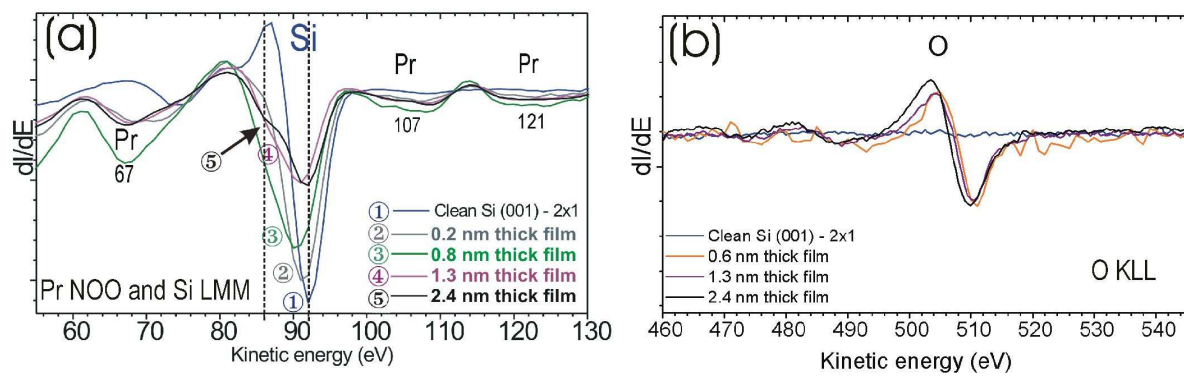 (a)
Si
Pr
Pr
Pr
67
107
121
⑤
④
③
②
①
dI/dE
① Clean Si (001) - 2x1
② 0.2 nm thick film
③ 0.8 nm thick film
④ 1.3 nm thick film
⑤ 2.4 nm thick film
Pr NOO and Si LMM
60 70 80 90 100 110 120 130
Kinetic energy (eV)
(b)
O
dI/dE
Clean Si (001) - 2x1
0.6 nm thick film
1.3 nm thick film
2.4 nm thick film
O KLL
460 470 480 490 500 510 520 530 540
Kinetic energy (eV)